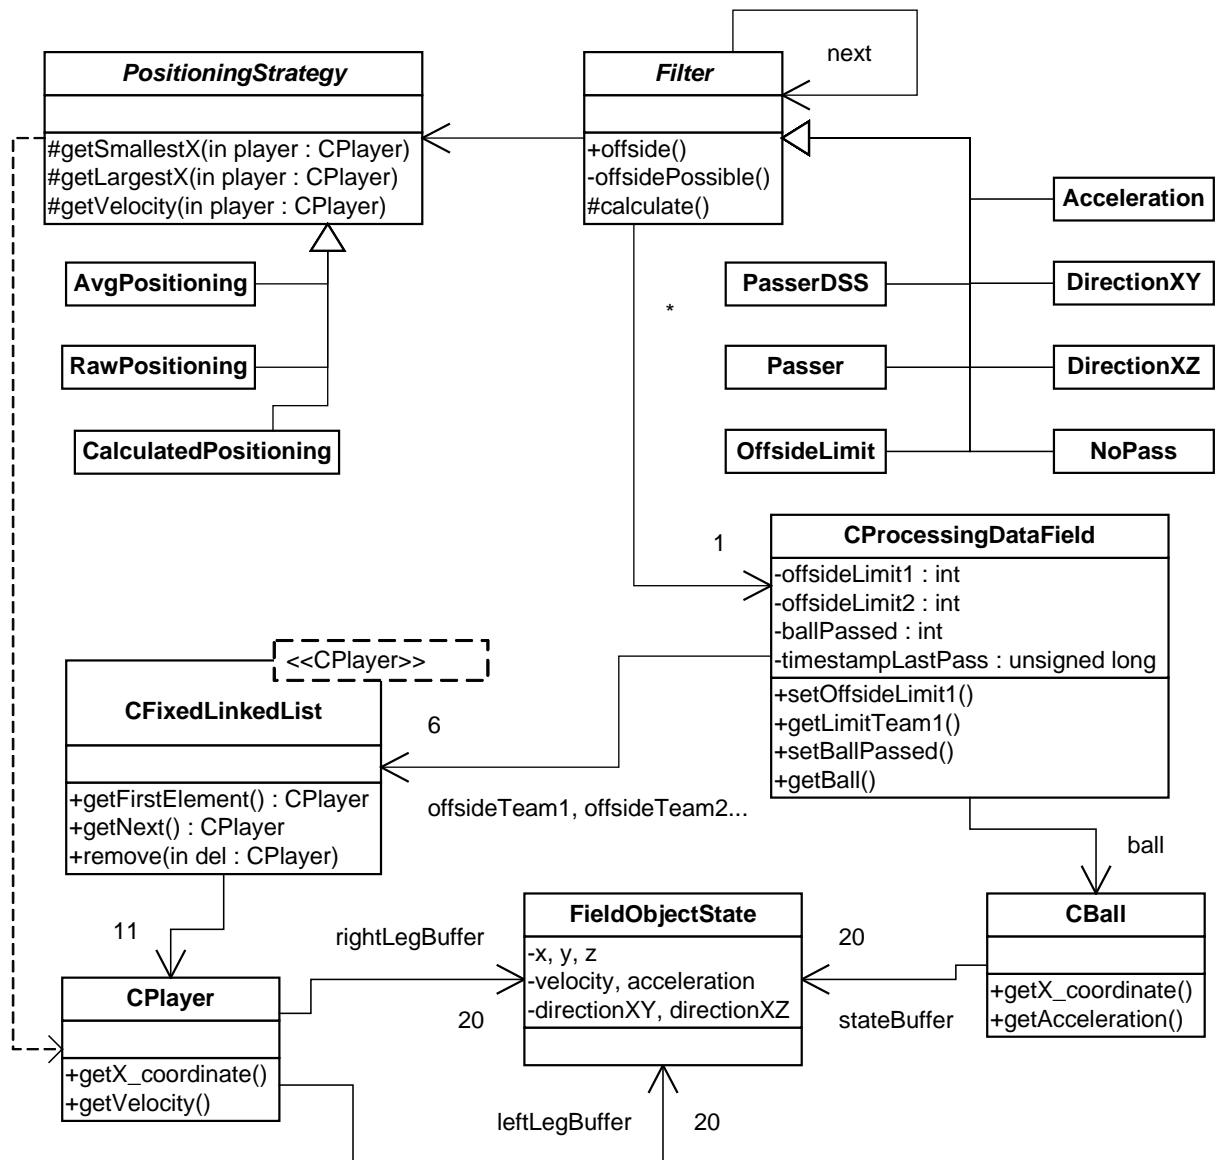 next
PositioningStrategy
#getSmallestX(in player : CPlayer)
#getLargestX(in player : CPlayer)
#getVelocity(in player : CPlayer)
Filter
+offside()
-offsidePossible()
#calculate()
AvgPositioning
RawPositioning
CalculatedPositioning
Acceleration
PasserDSS
DirectionXY
Passer
DirectionXZ
OffsideLimit
NoPass
*
1
CProcessingDataField
-offsideLimit1 : int
-offsideLimit2 : int
-ballPassed : int
-timestampLastPass : unsigned long
+setOffsideLimit1()
+getLimitTeam1()
+setBallPassed()
+getBall()
<<CPlayer>>
CFixedLinkedList
+getFirstElement() : CPlayer
+getNext() : CPlayer
+remove(in del : CPlayer)
6
offsideTeam1, offsideTeam2...
ball
11
rightLegBuffer
20
CPlayer
+getX_coordinate()
+getVelocity()
FieldObjectState
-x, y, z
-velocity, acceleration
-directionXY, directionXZ
20
stateBuffer
CBall
+getX_coordinate()
+getAcceleration()
leftLegBuffer
20